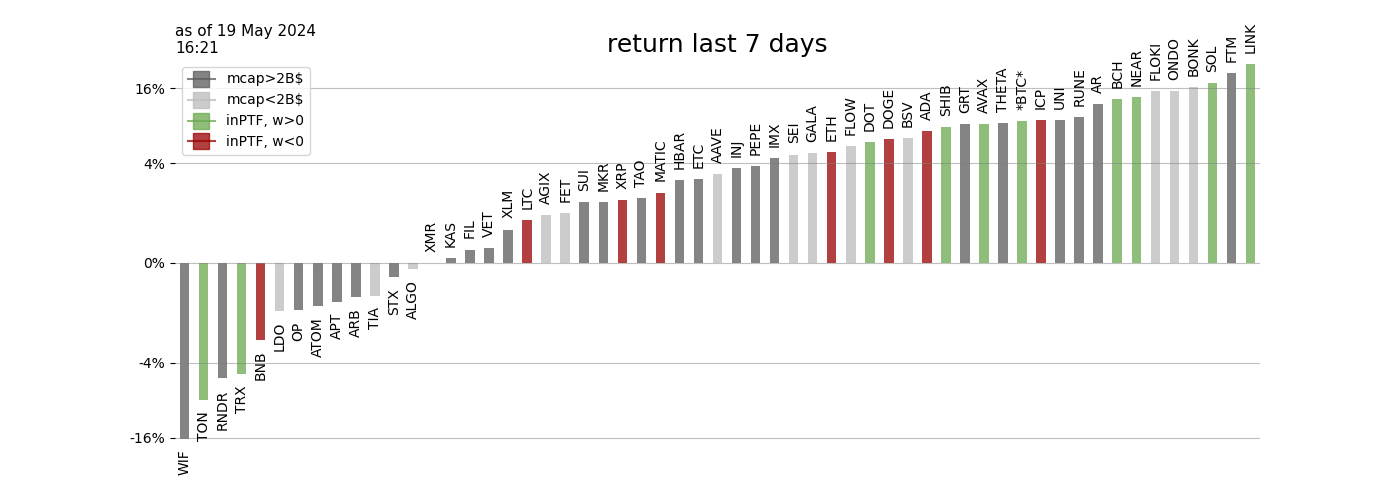 as of 19 May 2024
16:21
return last 7 days
mcap>2B$
mcap<2B$
inPTF, w>0
inPTF, w<0
16%
4%
0%
-4%
-16%
WIF
TON
RNDR
TRX
BNB
LDO
OP
ATOM
APT
ARB
TIA
STX
ALGO
XMR
KAS
FIL
VET
XLM
LTC
AGIX
FET
SUI
MKR
XRP
TAO
MATIC
HBAR
ETC
AAVE
INJ
PEPE
IMX
SEI
GALA
ETH
FLOW
DOT
DOGE
BSV
ADA
SHIB
GRT
AVAX
THETA
*BTC*
ICP
UNI
RUNE
AR
BCH
NEAR
FLOKI
ONDO
BONK
SOL
FTM
LINK